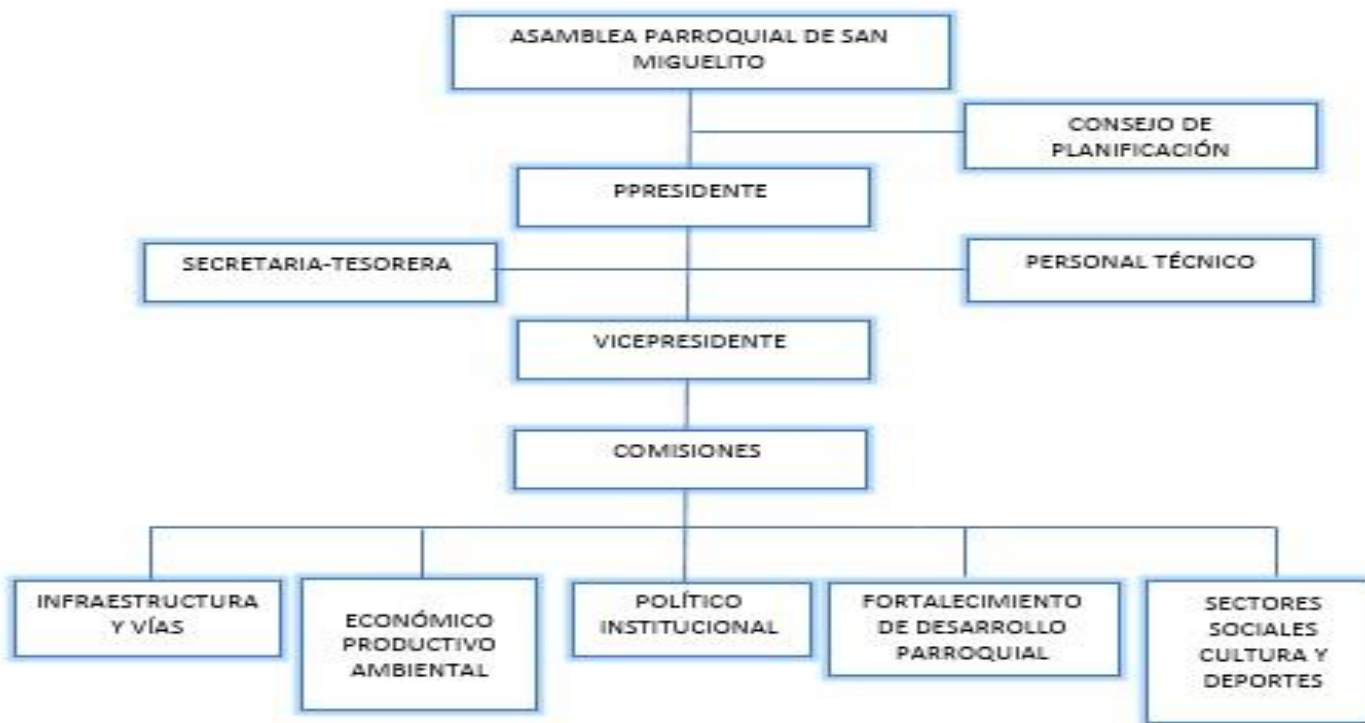 ASAMBLEA PARROQUIAL DE SAN
MIGUELITO
CONSEJO DE
PLANIFICACIÓN
PPRESIDENTE
SECRETARIA-TESORERA
PERSONAL TÉCNICO
VICEPRESIDENTE
COMISIONES
INFRAESTRUCTURA
Y VÍAS
ECONÓMICO
PRODUCTIVO
AMBIENTAL
POLÍTICO
INSTITUCIONAL
FORTALECIMIENTO
DE DESARROLLO
PARROQUIAL
SECTORES
SOCIALES
CULTURA Y
DEPORTES